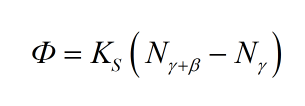 Φ = K_S ( N_{γ+β} − N_γ )